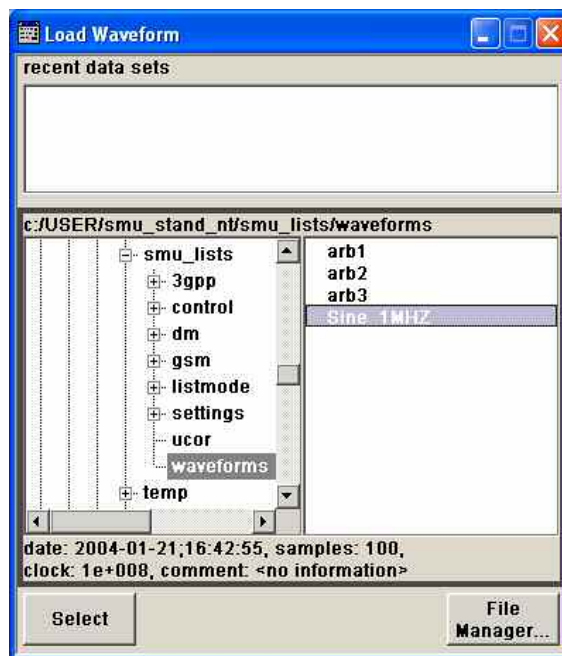 Load Waveform
recent data sets
c:/USER/smu_stand_nt/smu_lists/waveforms
smu_lists
3gpp
control
dm
gsm
listmode
settings
ucor
waveforms
temp
arb1
arb2
arb3
Sine_1MHZ
date: 2004-01-21;16:42:55, samples: 100,
clock: 1e+008, comment: <no information>
Select
File
Manager...